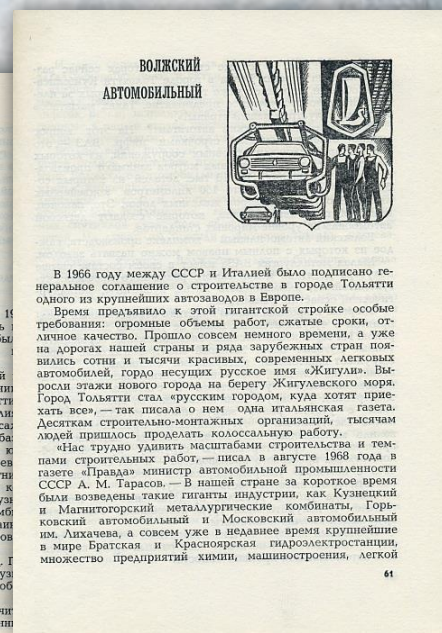 ВОЛЖСКИЙ
АВТОМОБИЛЬНЫЙ
В 1966 году между СССР и Италией было подписано ге-
неральное соглашение о строительстве в городе Тольятти
одного из крупнейших автозаводов в Европе.
Время предъявило к этой гигантской стройке особые
требования: огромные объемы работ, сжатые сроки, от-
личное качество. Прошло совсем немного времени, а уже
на дорогах нашей страны и ряда зарубежных стран поя-
вились сотни и тысячи красивых, современных легковых
автомобилей, гордо несущих русское имя «Жигули». Вы-
росли этажи нового города на берегу Жигулевского моря.
Город Тольятти стал «русским городом, куда хотят прие-
хать все», — так писала о нем одна итальянская газета.
Десяткам строительно-монтажных организаций, тысячам
людей пришлось проделать колоссальную работу.
«Нас трудно удивить масштабами строительства и тем-
пами строительных работ, — писал в августе 1968 года в
газете «Правда» министр автомобильной промышленности
СССР А. М. Тарасов. — В нашей стране за короткое время
были возведены такие гиганты индустрии, как Кузнецкий
и Магнитогорский металлургические комбинаты, Горь-
ковский автомобильный и Московский автомобильный
им. Лихачева, а совсем уже в недавнее время крупнейшие
в мире Братская и Красноярская гидроэлектростанции,
множество предприятий химии, машиностроения, легкой
61